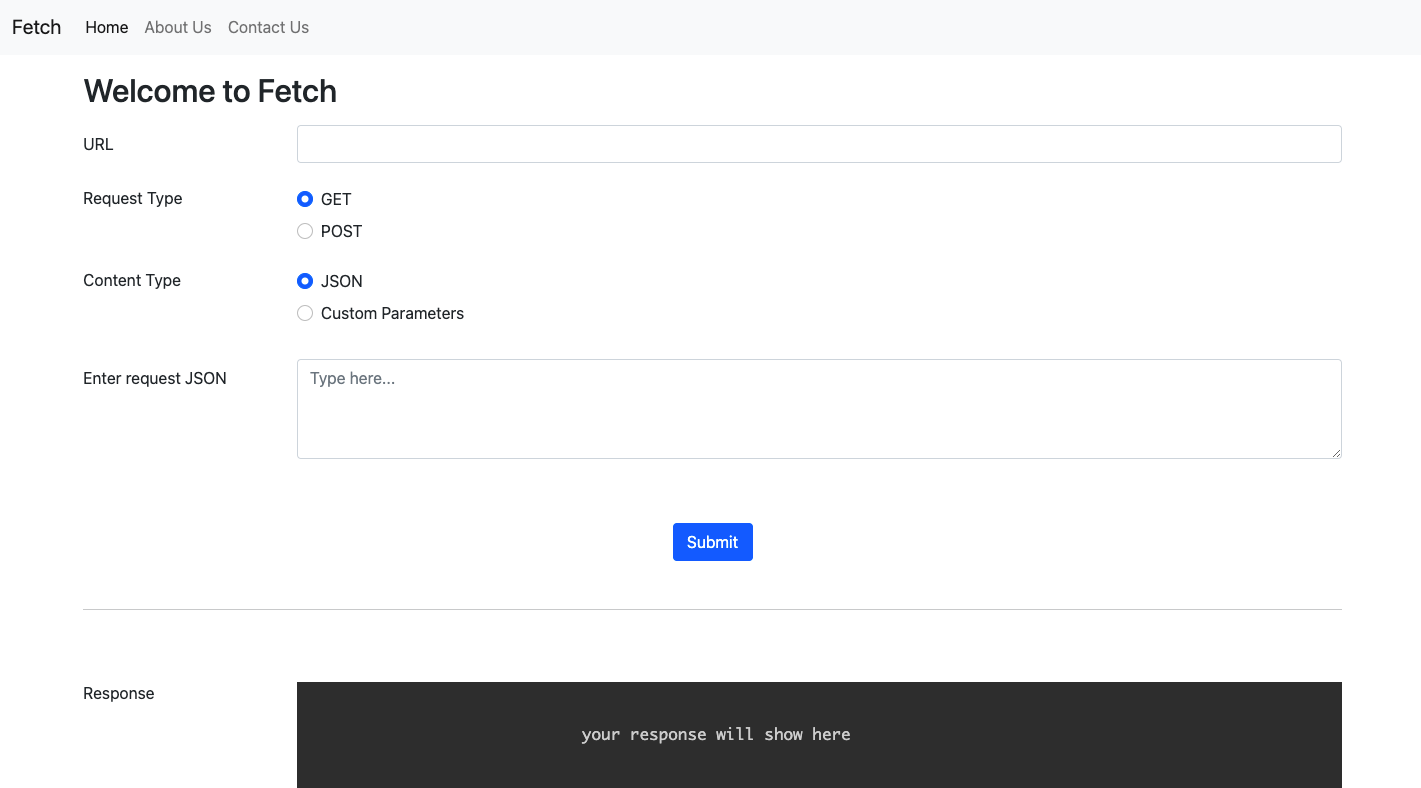 Fetch Home About Us Contact Us
Welcome to Fetch
URL
Request Type
GET
POST
Content Type
JSON
Custom Parameters
Enter request JSON
Type here...
Submit
Response
your response will show here